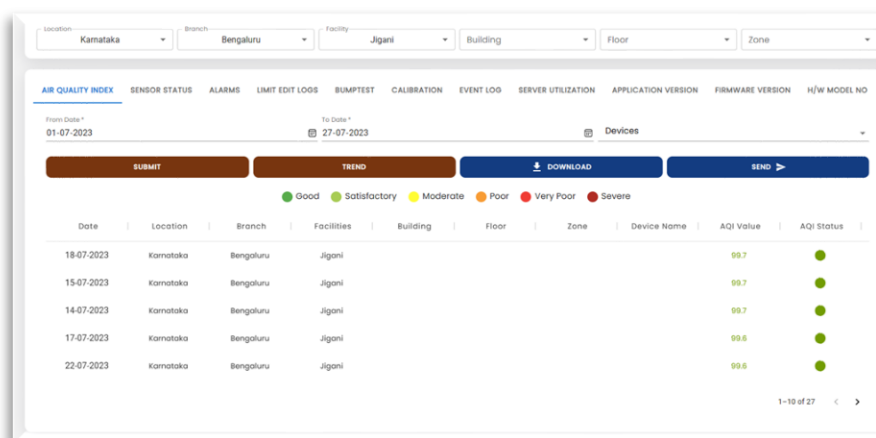 Location Branch Facility
Karnataka Bengaluru Jigani Building Floor Zone
AIR QUALITY INDEX SENSOR STATUS ALARMS LIMIT EDIT LOGS BUMPTEST CALIBRATION EVENT LOG SERVER UTILIZATION APPLICATION VERSION FIRMWARE VERSION H/W MODEL NO
From Date * To Date *
01-07-2023 27-07-2023 Devices
SUBMIT TREND DOWNLOAD SEND
Good Satisfactory Moderate Poor Very Poor Severe
Date Location Branch Facilities Building Floor Zone Device Name AQI Value AQI Status
18-07-2023 Karnataka Bengaluru Jigani 99.7
15-07-2023 Karnataka Bengaluru Jigani 99.7
14-07-2023 Karnataka Bengaluru Jigani 99.7
17-07-2023 Karnataka Bengaluru Jigani 99.6
22-07-2023 Karnataka Bengaluru Jigani 99.6
1–10 of 27